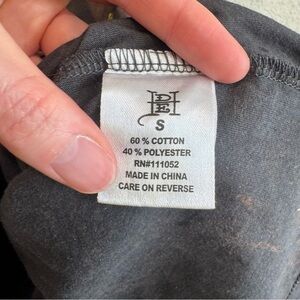 S
60% COTTON
40% POLYESTER
RN#111052
MADE IN CHINA
CARE ON REVERSE